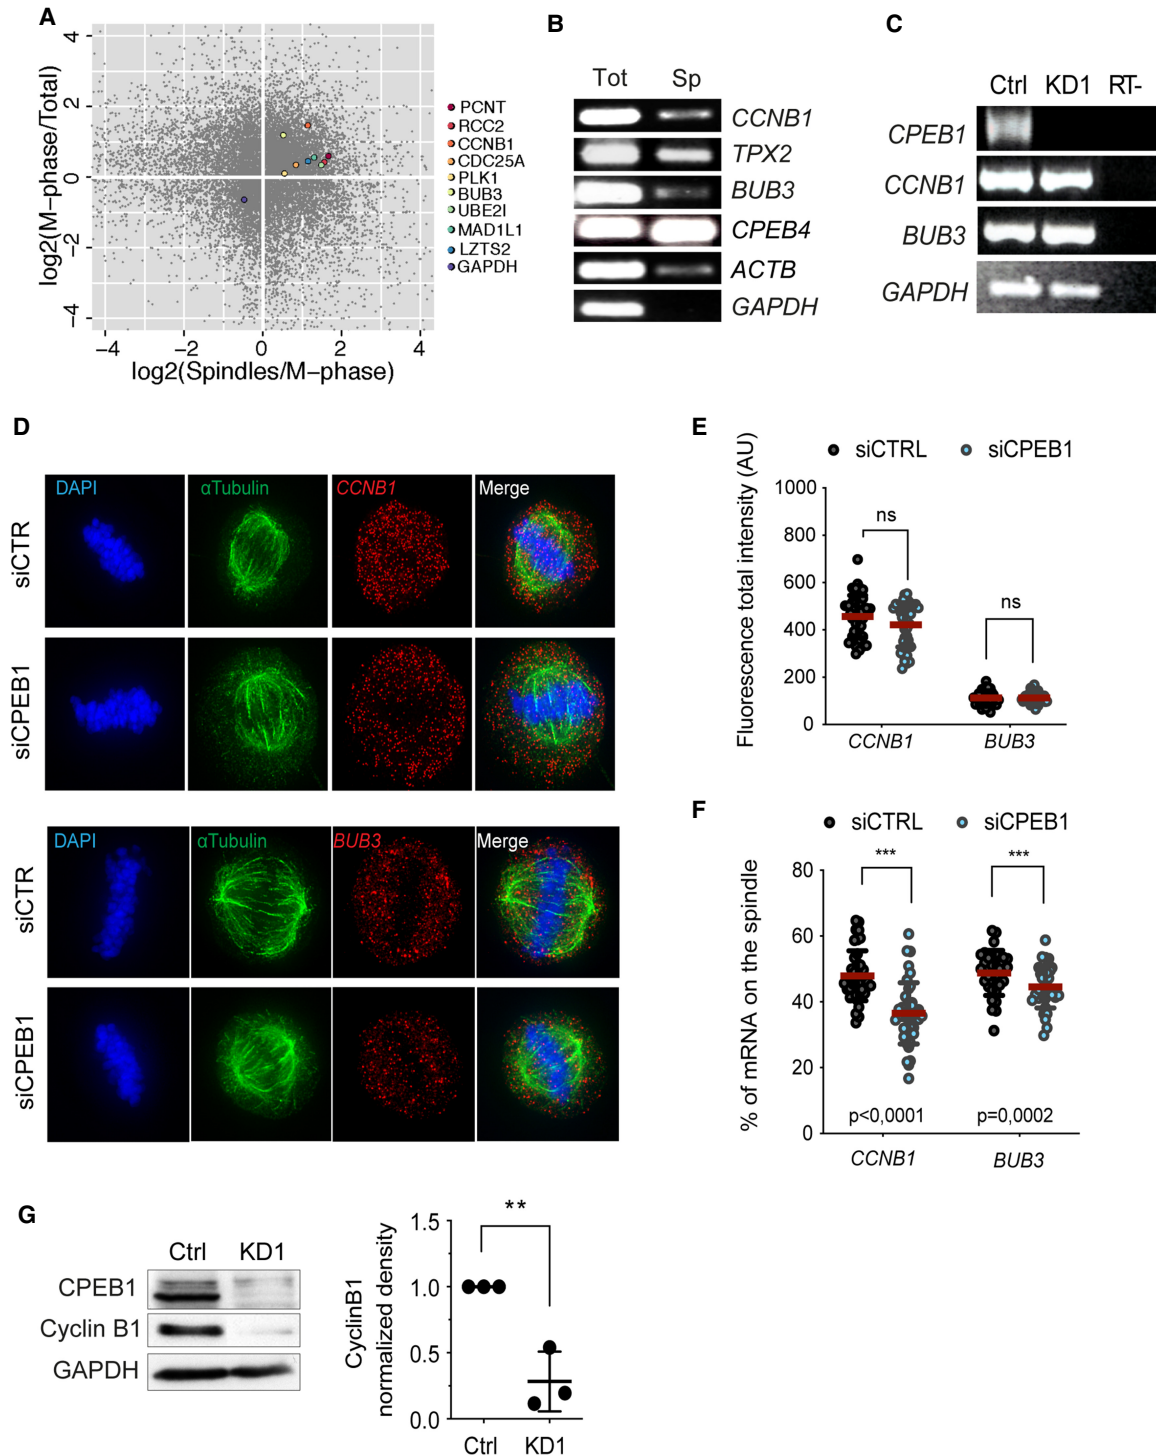 A
log2(M−phase/Total)
4
2
0
−2
−4
−4 −2 0 2 4
log2(Spindles/M−phase)
PCNT
RCC2
CCNB1
CDC25A
PLK1
BUB3
UBE2I
MAD1L1
LZTS2
GAPDH
B
Tot Sp
CCNB1
TPX2
BUB3
CPEB4
ACTB
GAPDH
C
Ctrl KD1 RT-
CPEB1
CCNB1
BUB3
GAPDH
D
DAPI αTubulin CCNB1 Merge
siCTR
siCPEB1
DAPI αTubulin BUB3 Merge
siCTR
siCPEB1
E
siCTRL siCPEB1
Fluorescence total intensity (AU)
1000
800
600
400
200
0
ns
ns
CCNB1 BUB3
F
siCTRL siCPEB1
% of mRNA on the spindle
80
60
40
20
0
*** ***
p<0,0001 p=0,0002
CCNB1 BUB3
G
Ctrl KD1
CPEB1
Cyclin B1
GAPDH
CyclinB1
normalized density
1.5
1.0
0.5
0.0
**
Ctrl KD1